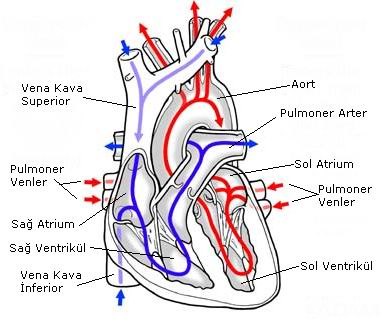 Vena Kava
Superior
Aort
Pulmoner Arter
Pulmoner
Venler
Sol Atrium
Pulmoner
Venler
Sağ Atrium
Sağ Ventrikül
Vena Kava
İnferior
Sol Ventrikül